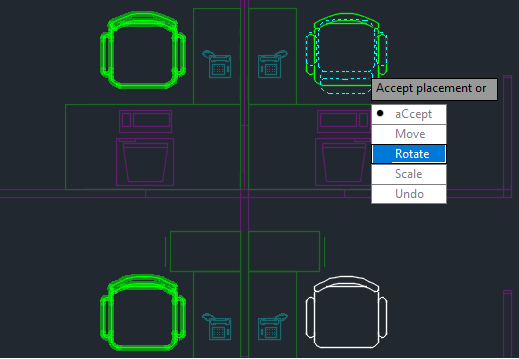 Accept placement or
aCcept
Move
Rotate
Scale
Undo